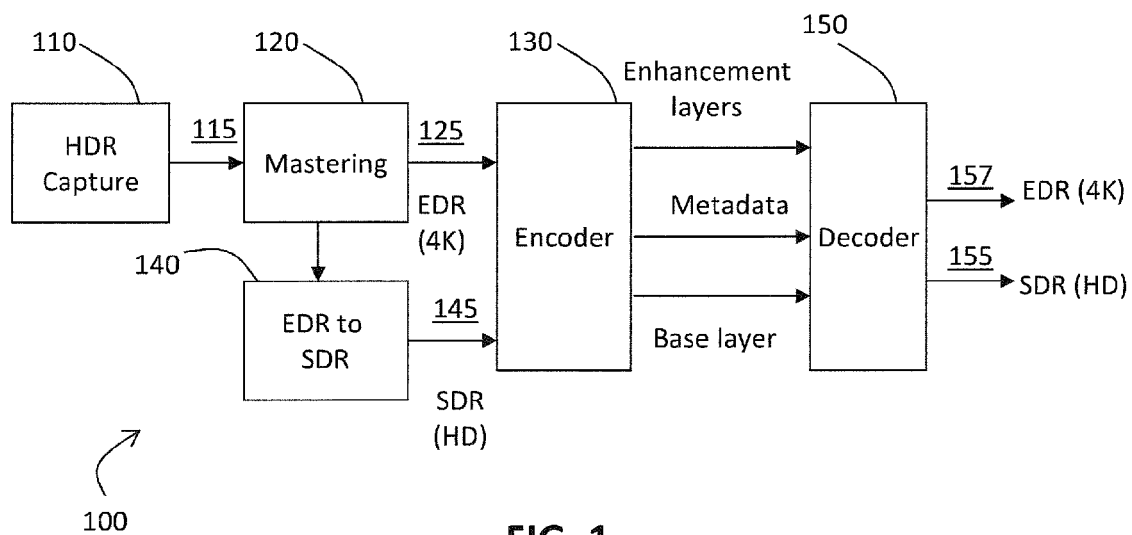 110
120
130
150
HDR
Capture
115
Mastering
125
EDR
(4K)
Encoder
Enhancement
layers
Metadata
Base layer
Decoder
157
EDR (4K)
155
SDR (HD)
140
EDR to
SDR
145
SDR
(HD)
100
FIG. 1